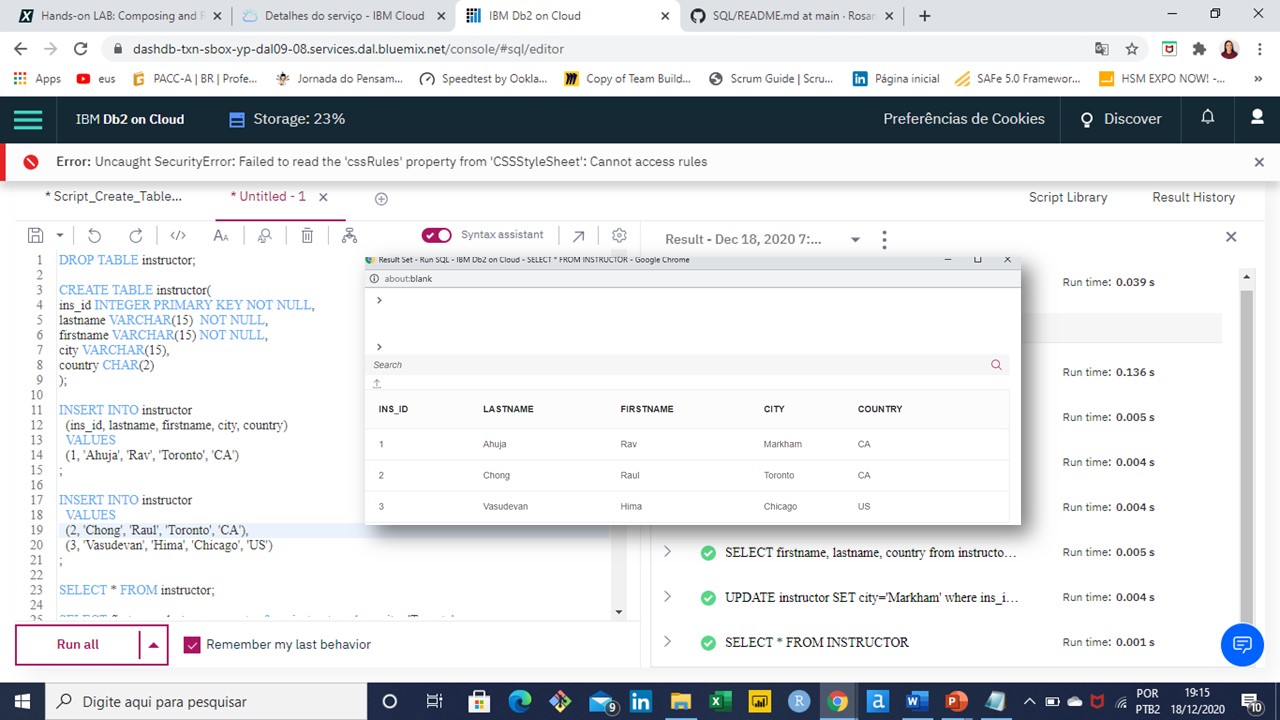 Hands-on LAB: Composing and R
Detalhes do serviço - IBM Cloud
IBM Db2 on Cloud
SQL/README.md at main · Rosan
dashdb-txn-sbox-yp-dal09-08.services.dal.bluemix.net/console/#sql/editor
Apps
eus
PACC-A | BR | Profe...
Jornada do Pensam...
Speedtest by Ookla...
Copy of Team Build...
Scrum Guide | Scru...
Página inicial
SAFe 5.0 Framewor...
HSM EXPO NOW! -...
»
IBM Db2 on Cloud
Storage: 23%
Preferências de Cookies
Discover
Error: Uncaught SecurityError: Failed to read the 'cssRules' property from 'CSSStyleSheet': Cannot access rules
* Script_Create_Table...
* Untitled - 1
Script Library
Result History
Syntax assistant
Result - Dec 18, 2020 7:...
1 DROP TABLE instructor;
2
3 CREATE TABLE instructor(
4 ins_id INTEGER PRIMARY KEY NOT NULL,
5 lastname VARCHAR(15) NOT NULL,
6 firstname VARCHAR(15) NOT NULL,
7 city VARCHAR(15),
8 country CHAR(2)
9 );
10
11 INSERT INTO instructor
12 (ins_id, lastname, firstname, city, country)
13 VALUES
14 (1, 'Ahuja', 'Rav', 'Toronto', 'CA')
15 ;
16
17 INSERT INTO instructor
18 VALUES
19 (2, 'Chong', 'Raul', 'Toronto', 'CA'),
20 (3, 'Vasudevan', 'Hima', 'Chicago', 'US')
21 ;
22
23 SELECT * FROM instructor;
24
Result Set - Run SQL - IBM Db2 on Cloud - SELECT * FROM INSTRUCTOR - Google Chrome
about:blank
Search
INS_ID LASTNAME FIRSTNAME CITY COUNTRY
1 Ahuja Rav Markham CA
2 Chong Raul Toronto CA
3 Vasudevan Hima Chicago US
Run time: 0.039 s
Run time: 0.136 s
Run time: 0.005 s
Run time: 0.004 s
Run time: 0.004 s
SELECT firstname, lastname, country from instructo… Run time: 0.005 s
UPDATE instructor SET city='Markham' where ins_i… Run time: 0.004 s
SELECT * FROM INSTRUCTOR Run time: 0.001 s
Run all
Remember my last behavior
Digite aqui para pesquisar
9
POR
PTB2
19:15
18/12/2020
10